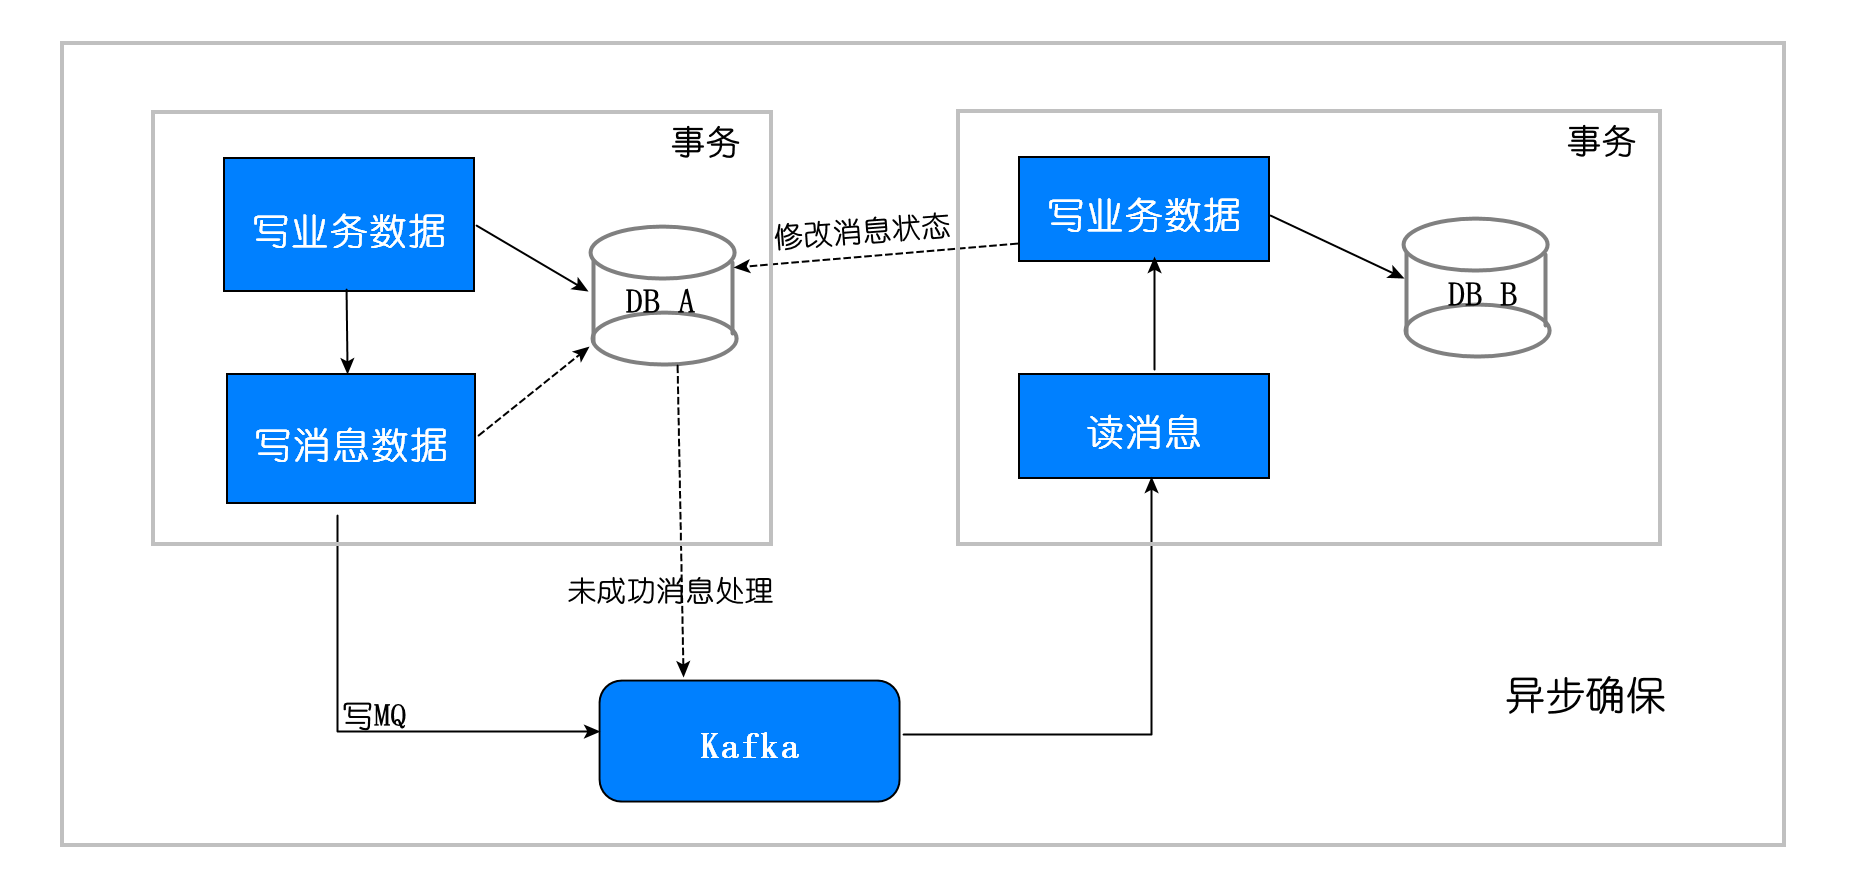 事务
写业务数据
DB A
写消息数据
修改消息状态
事务
写业务数据
DB B
读消息
未成功消息处理
写MQ
Kafka
异步确保